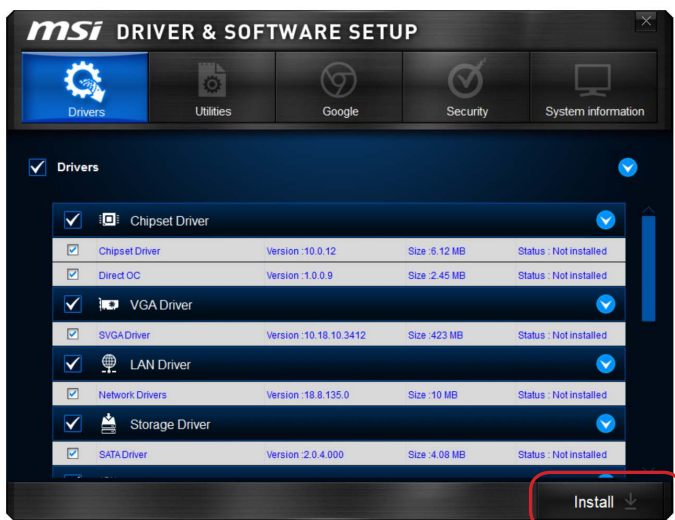 msi DRIVER & SOFTWARE SETUP
Drivers Utilities Google Security System information
Drivers
Chipset Driver
Chipset Driver Version :10.0.12 Size :6.12 MB Status : Not installed
Direct OC Version :1.0.0.9 Size :2.45 MB Status : Not installed
VGA Driver
SVGA Driver Version :10.18.10.3412 Size :423 MB Status : Not installed
LAN Driver
Network Drivers Version :18.8.135.0 Size :10 MB Status : Not installed
Storage Driver
SATA Driver Version :2.0.4.000 Size :4.08 MB Status : Not installed
Install